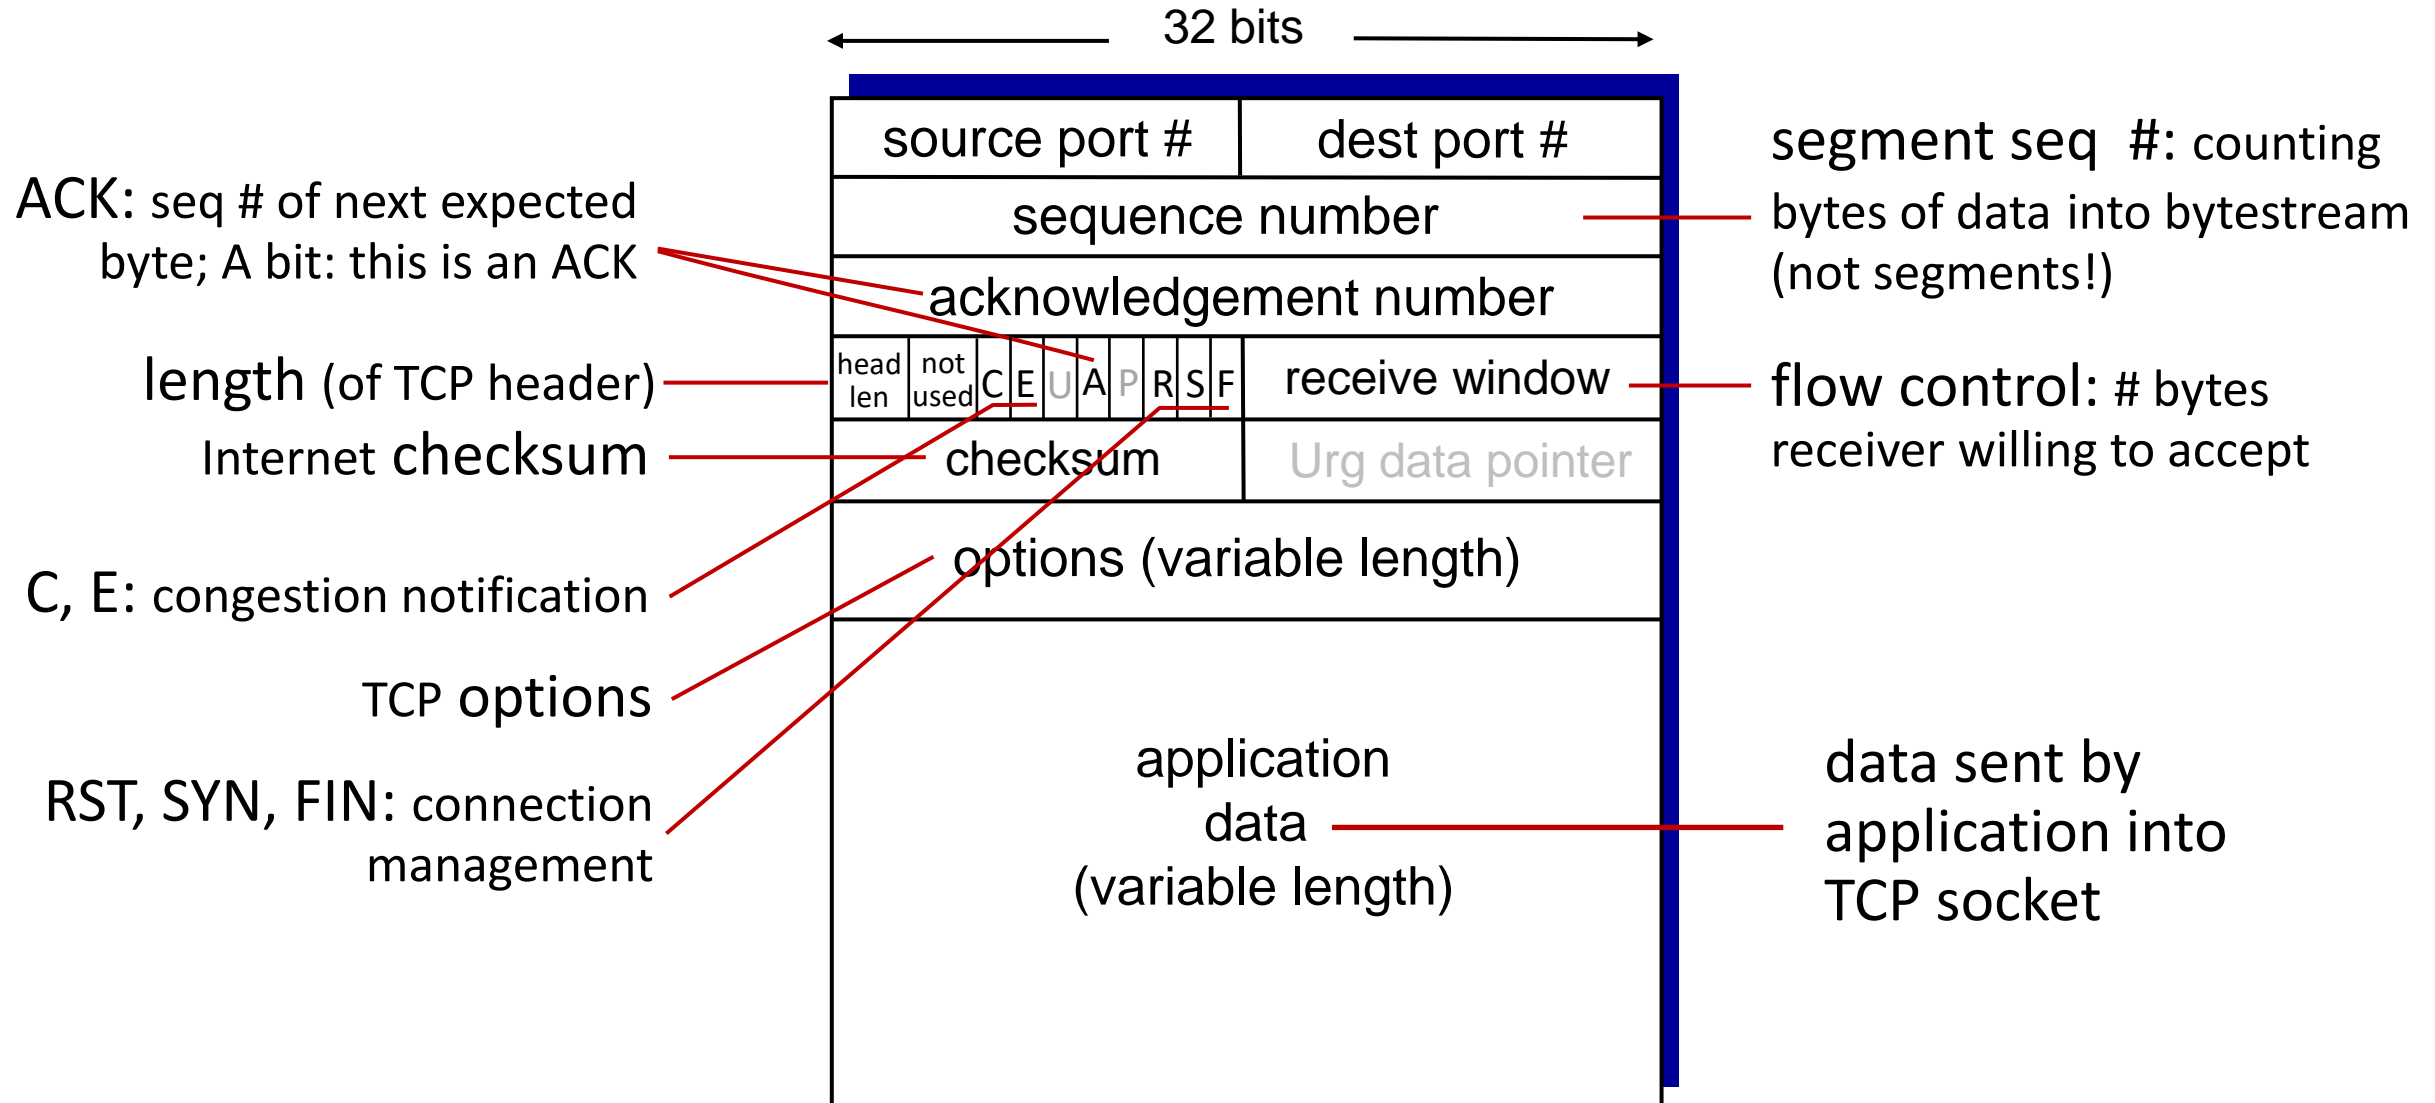 32 bits
source port #
dest port #
segment seq  #: counting
bytes of data into bytestream
(not segments!)
ACK: seq # of next expected
byte; A bit: this is an ACK
sequence number
acknowledgement number
length (of TCP header)
head
len
not
used
C
E
U
A
P
R
S
F
receive window
flow control: # bytes
receiver willing to accept
Internet checksum
checksum
Urg data pointer
C, E: congestion notification
options (variable length)
TCP options
RST, SYN, FIN: connection
management
application
data
(variable length)
data sent by
application into
TCP socket